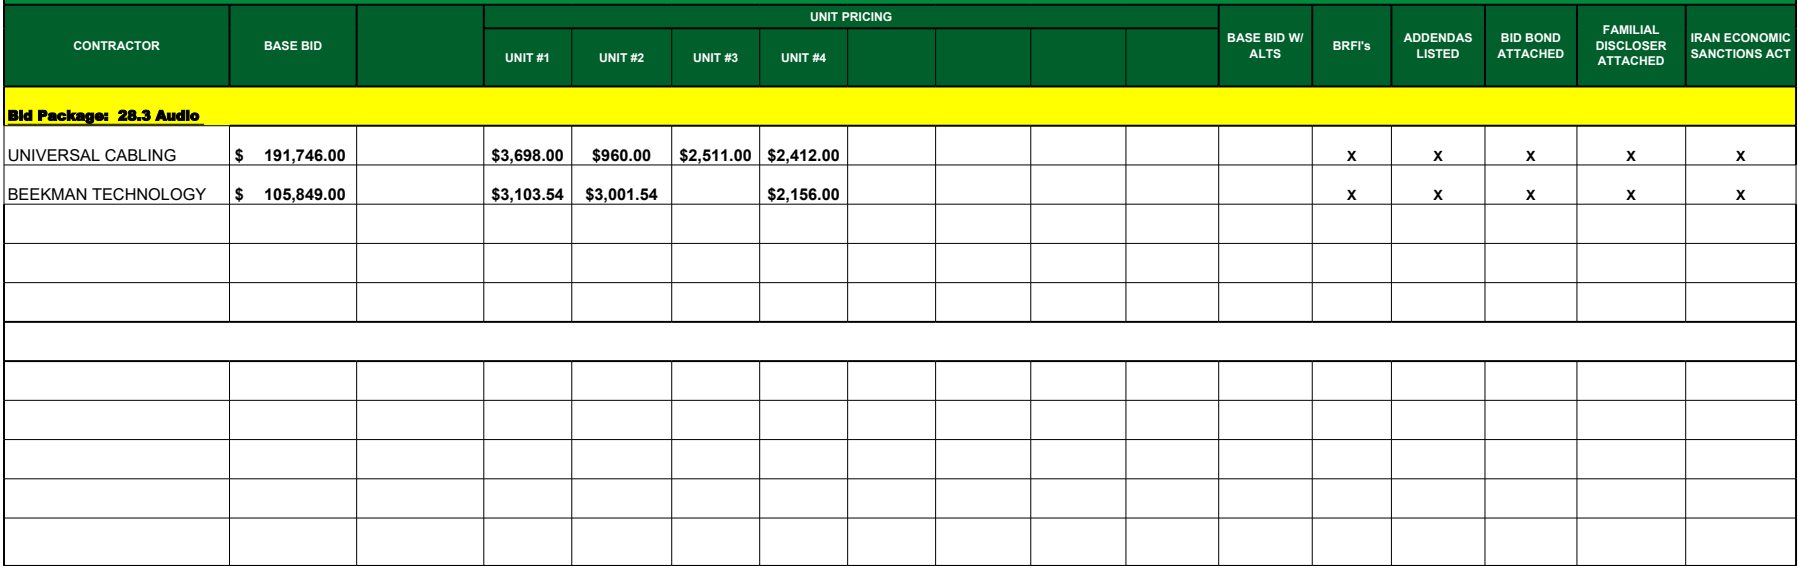 CONTRACTOR BASE BID UNIT PRICING BASE BID W/ ALTS BRFI's ADDENDAS LISTED BID BOND ATTACHED FAMILIAL DISCLOSER ATTACHED IRAN ECONOMIC SANCTIONS ACT
UNIT #1 UNIT #2 UNIT #3 UNIT #4
Bid Package: 28.3 Audio
UNIVERSAL CABLING $ 191,746.00 $3,698.00 $960.00 $2,511.00 $2,412.00 X X X X X
BEEKMAN TECHNOLOGY $ 105,849.00 $3,103.54 $3,001.54 $2,156.00 X X X X X